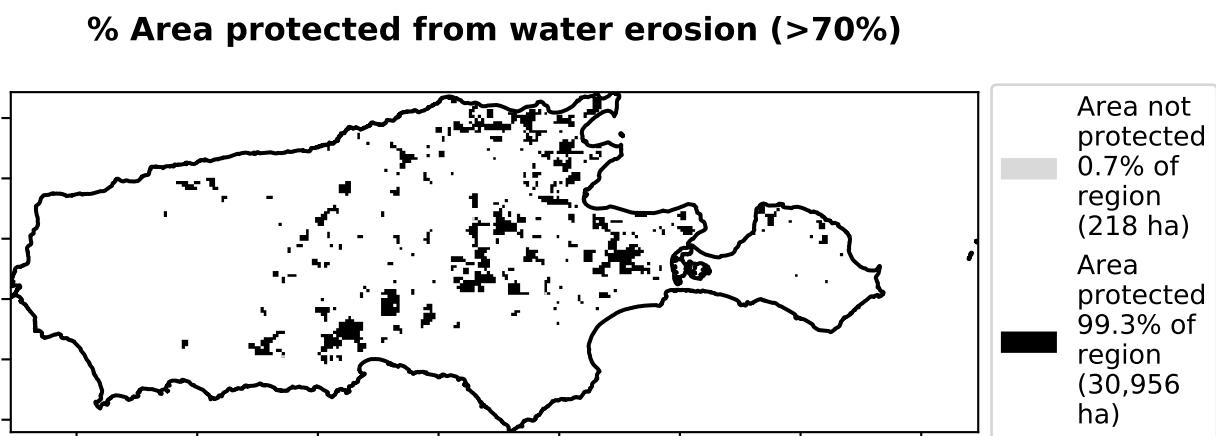 % Area protected from water erosion (>70%)
Area not
protected
0.7% of
region
(218 ha)
Area
protected
99.3% of
region
(30,956
ha)